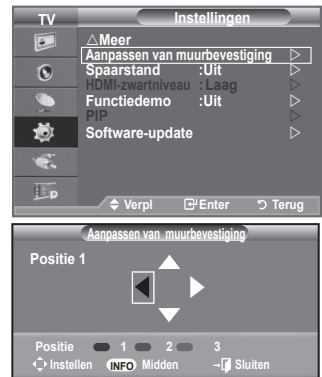 TV Instellingen
△Meer
Aanpassen van muurbevestiging
Spaarstand :Uit
HDMI-zwartniveau : Laag
Functiedemo :Uit
PIP
Software-update
Verpl Enter Terug
Aanpassen van muurbevestiging
Positie 1
Positie 1 2 3
Instellen INFO Midden Sluiten